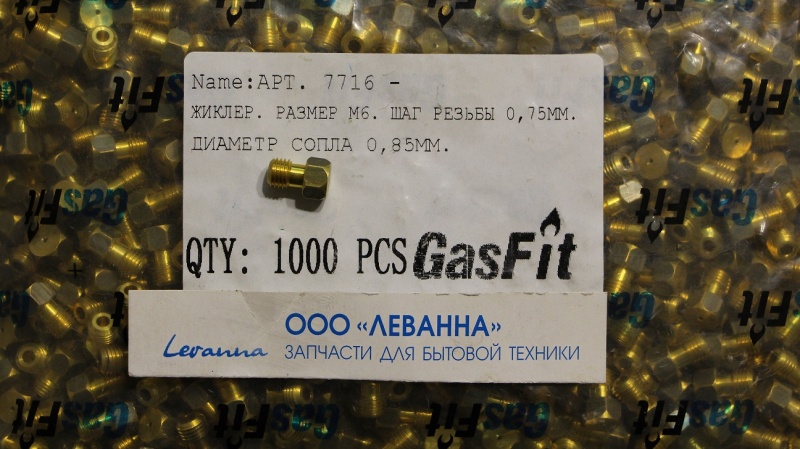 Name:АРТ. 7716 -
ЖИКЛЕР. РАЗМЕР М6. ШАГ РЕЗЬБЫ 0,75ММ.
ДИАМЕТР СОПЛА 0,85ММ.
QTY: 1000 PCS GasFit
ООО «ЛЕВАННА»
Levanna ЗАПЧАСТИ ДЛЯ БЫТОВОЙ ТЕХНИКИ